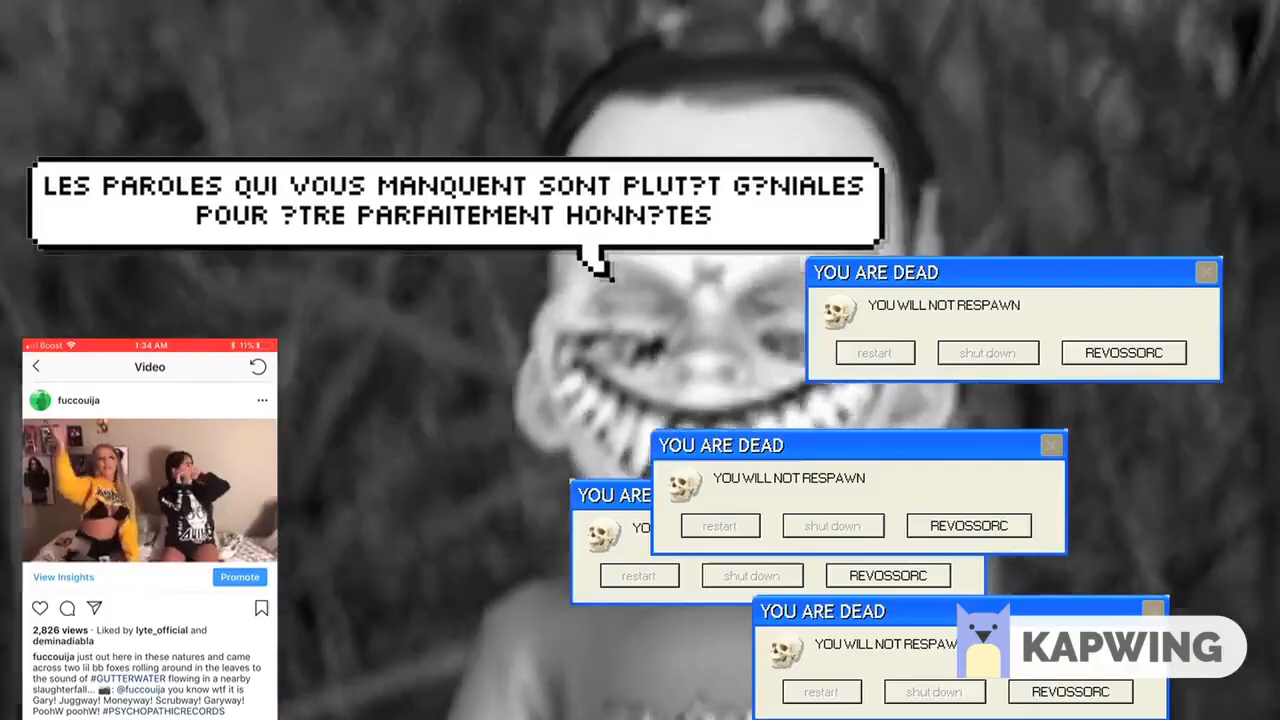 LES PAROLES QUI VOUS MANQUENT SONT PLUT?T G?NIALES
POUR ?TRE PARFAITEMENT HONN?TES
YOU ARE DEAD
YOU WILL NOT RESPAWN
restart shut down REVOSSORC
Boost 1:34 AM 11%
Video
fuccouija
View Insights Promote
2,826 views · Liked by lyte_official and
deminadiabla
fuccouija just out here in these natures and came
across two lil bb foxes rolling around in the leaves to
the sound of #GUTTERWATER flowing in a nearby
slaughterfall... 📷: @fuccouija you know wtf it is
Gary! Juggway! Moneyway! Scrubway! Garyway!
PoohW poohW! #PSYCHOPATHICRECORDS
YOU ARE DEAD
YOU WILL NOT RESPAWN
restart shut down REVOSSORC
YOU ARE
YO
restart shut down REVOSSORC
YOU ARE DEAD
YOU WILL NOT RESPAW
restart shut down REVOSSORC
KAPWING